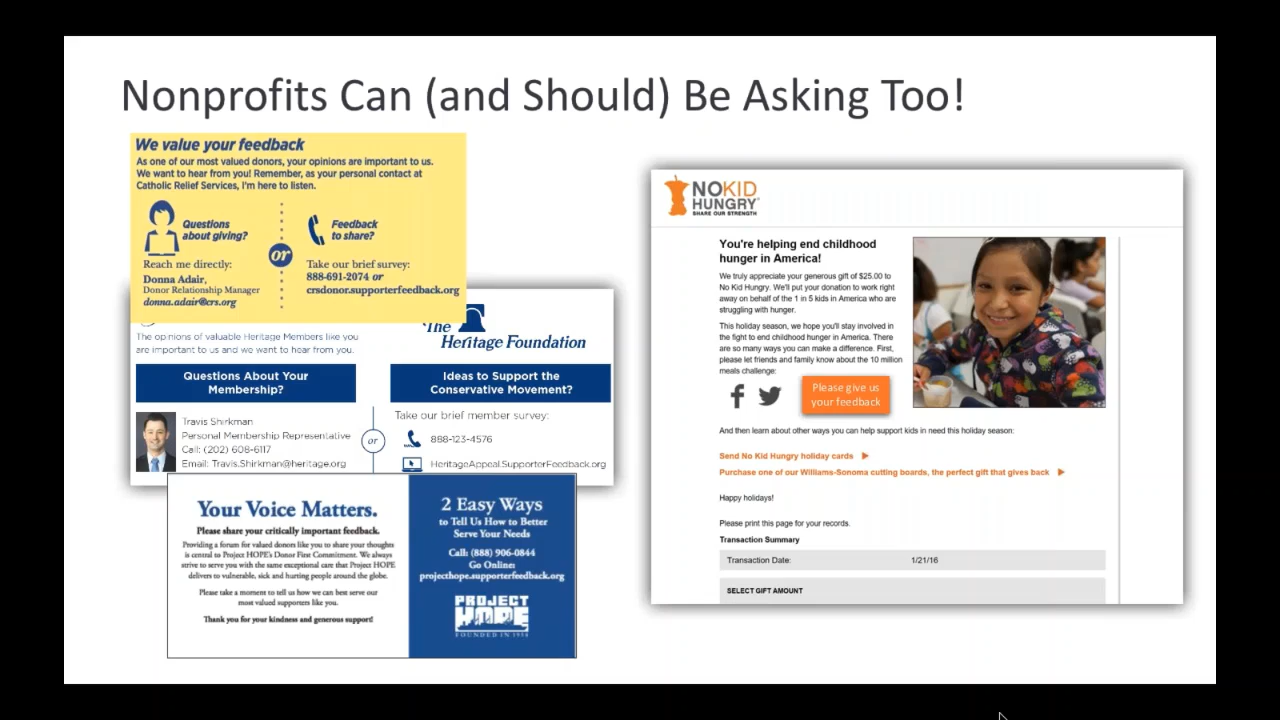 Nonprofits Can (and Should) Be Asking Too!
We value your feedback
As one of our most valued donors, your opinions are important to us.
We want to hear from you! Remember, as your personal contact at
Catholic Relief Services, I'm here to listen.
Questions
about giving?
Reach me directly:
Donna Adair,
Donor Relationship Manager
donna.adair@crs.org
or
Feedback
to share?
Take our brief survey:
888-691-2074 or
crsdonor.supporterfeedback.org
The opinions of valuable Heritage Members like you
are important to us and we want to hear from you.
The
Heritage Foundation
Questions About Your
Membership?
Travis Shirkman
Personal Membership Representative
Call: (202) 608-6117
Email: Travis.Shirkman@heritage.org
or
Ideas to Support the
Conservative Movement?
Take our brief member survey:
888-123-4576
HeritageAppeal.SupporterFeedback.org
Your Voice Matters.
Please share your critically important feedback.
Providing a forum for valued donors like you to share your thoughts
is central to Project HOPE's Donor First Commitment. We always
strive to serve you with the same exceptional care that Project HOPE
delivers to vulnerable, sick and hurting people around the globe.
Please take a moment to tell us how we can best serve our
most valued supporters like you.
Thank you for your kindness and generous support!
2 Easy Ways
to Tell Us How to Better
Serve Your Needs
Call: (888) 906-0844
Go Online:
projecthope.supporterfeedback.org
PROJECT
HOPE
FOUNDED IN 1958
NOKID
HUNGRY
SHARE OUR STRENGTH
You're helping end childhood
hunger in America!
We truly appreciate your generous gift of $25.00 to
No Kid Hungry. We'll put your donation to work right
away on behalf of the 1 in 5 kids in America who are
struggling with hunger.
This holiday season, we hope you'll stay involved in
the fight to end childhood hunger in America. There
are so many ways you can make a difference. First,
please let friends and family know about the 10 million
meals challenge:
Please give us
your feedback
And then learn about other ways you can help support kids in need this holiday season:
Send No Kid Hungry holiday cards
Purchase one of our Williams-Sonoma cutting boards, the perfect gift that gives back
Happy holidays!
Please print this page for your records.
Transaction Summary
Transaction Date: 1/21/16
SELECT GIFT AMOUNT